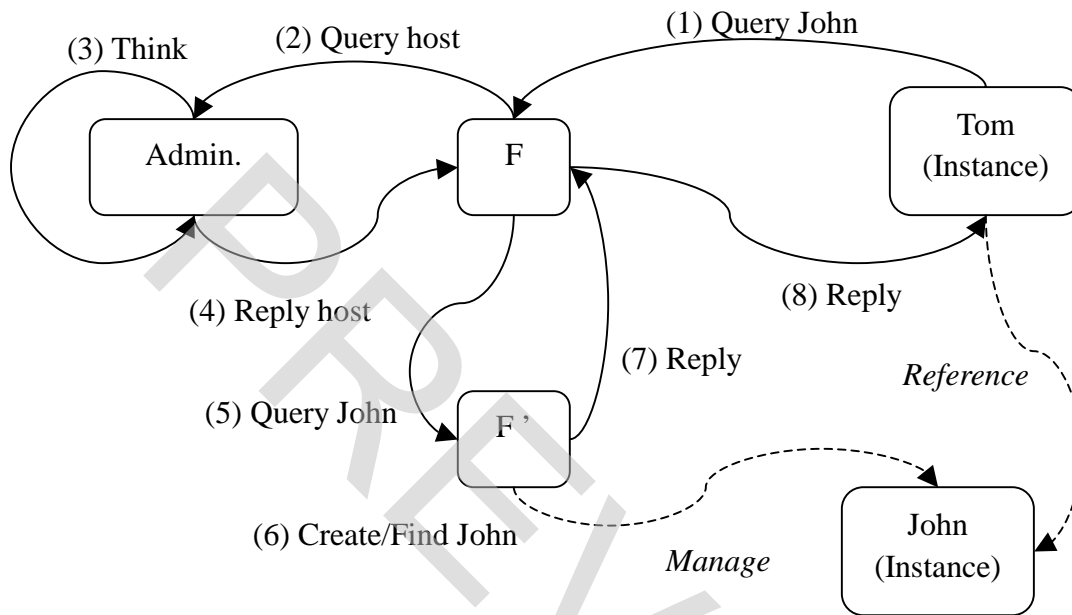 (1) Query John
(2) Query host
(3) Think
Admin.
F
Tom
(Instance)
(4) Reply host
(8) Reply
(7) Reply
Reference
(5) Query John
F ’
(6) Create/Find John
Manage
John
(Instance)
PREV